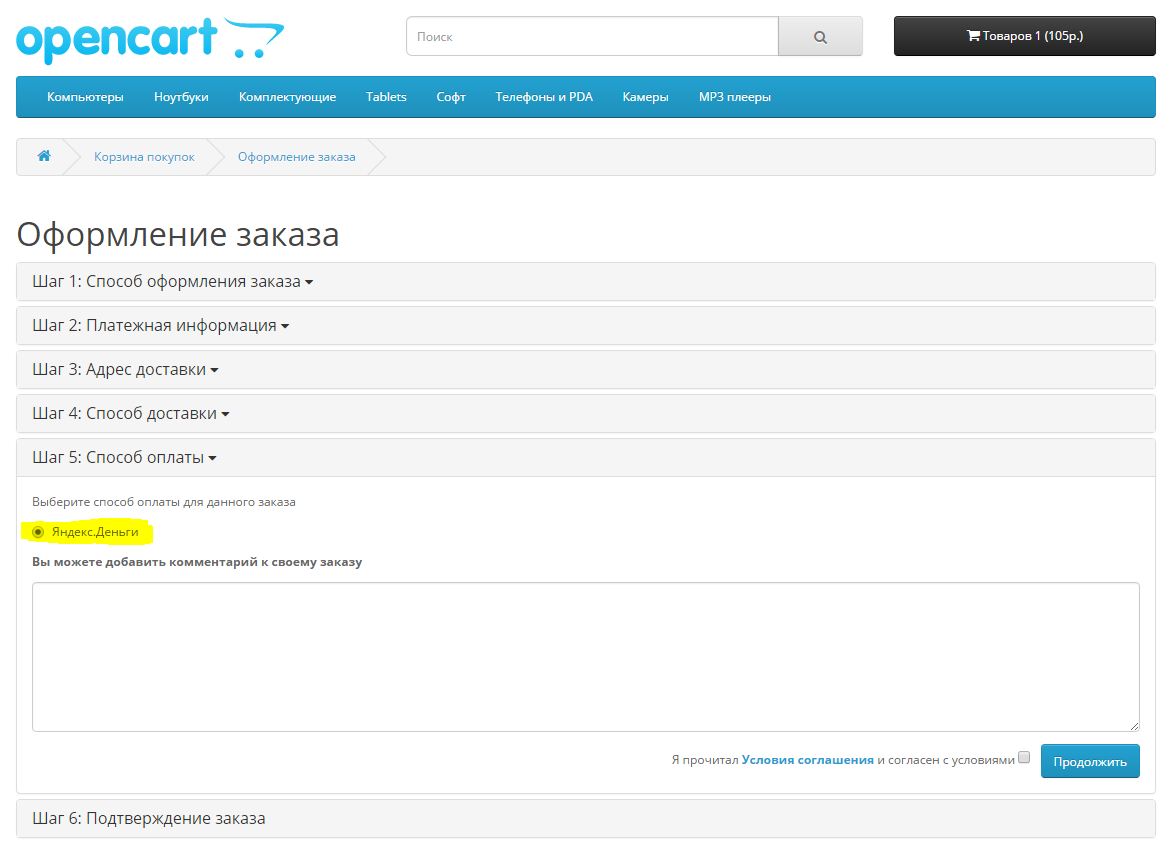 opencart
Поиск
Товаров 1 (105р.)
Компьютеры Ноутбуки Комплектующие Tablets Софт Телефоны и PDA Камеры MP3 плееры
Корзина покупок Оформление заказа
Оформление заказа
Шаг 1: Способ оформления заказа
Шаг 2: Платежная информация
Шаг 3: Адрес доставки
Шаг 4: Способ доставки
Шаг 5: Способ оплаты
Выберите способ оплаты для данного заказа
Яндекс.Деньги
Вы можете добавить комментарий к своему заказу
Я прочитал Условия соглашения и согласен с условиями
Продолжить
Шаг 6: Подтверждение заказа